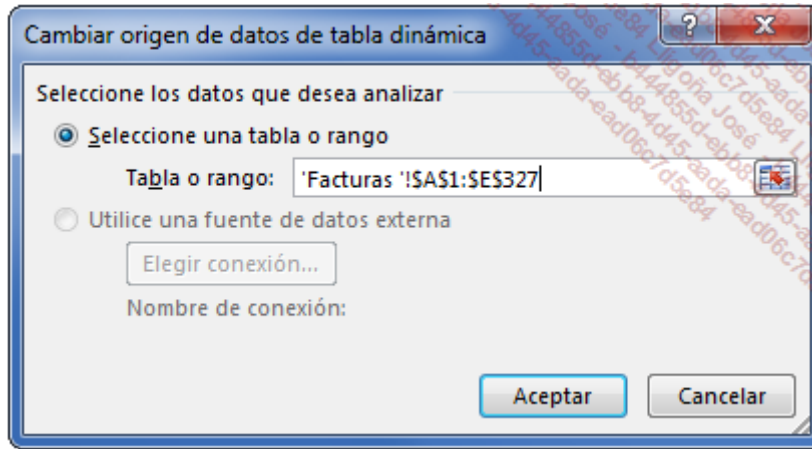 Cambiar origen de datos de tabla dinámica
?
X
Seleccione los datos que desea analizar
Seleccione una tabla o rango
Tabla o rango:
'Facturas '!$A$1:$E$327
Utilice una fuente de datos externa
Elegir conexión...
Nombre de conexión:
Aceptar
Cancelar